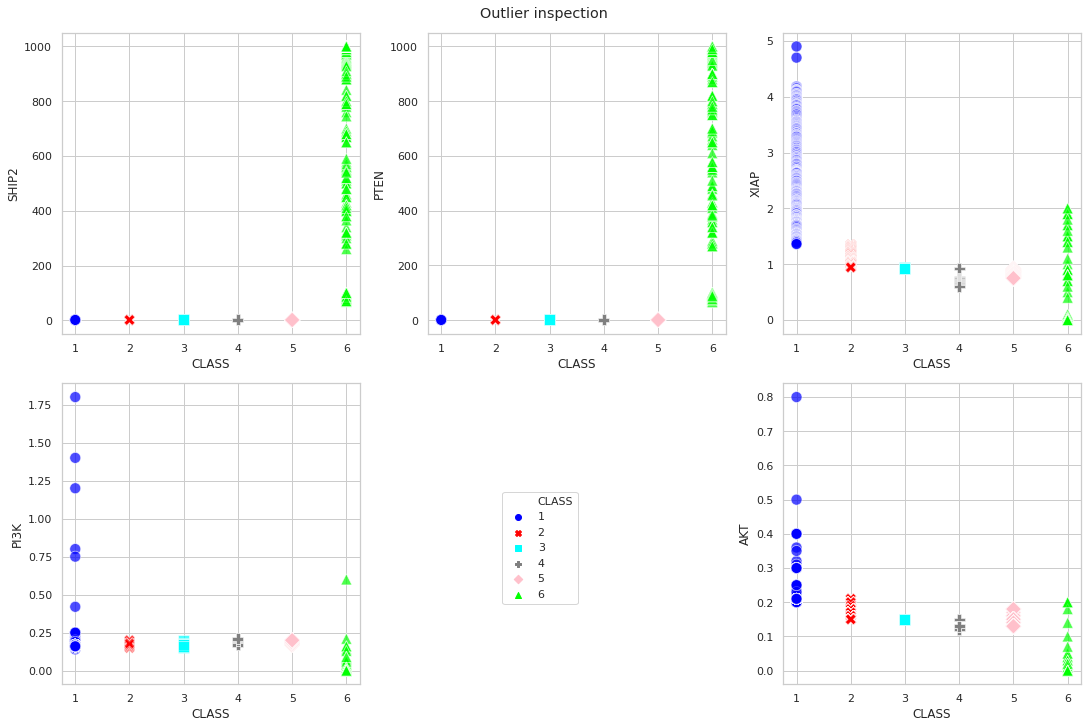 Outlier inspection
SHIP2
1000
800
600
400
200
0
1 2 3 4 5 6
CLASS
PTEN
1000
800
600
400
200
0
1 2 3 4 5 6
CLASS
XIAP
5
4
3
2
1
0
1 2 3 4 5 6
CLASS
PI3K
1.75
1.50
1.25
1.00
0.75
0.50
0.25
0.00
1 2 3 4 5 6
CLASS
CLASS
1
2
3
4
5
6
AKT
0.8
0.7
0.6
0.5
0.4
0.3
0.2
0.1
0.0
1 2 3 4 5 6
CLASS